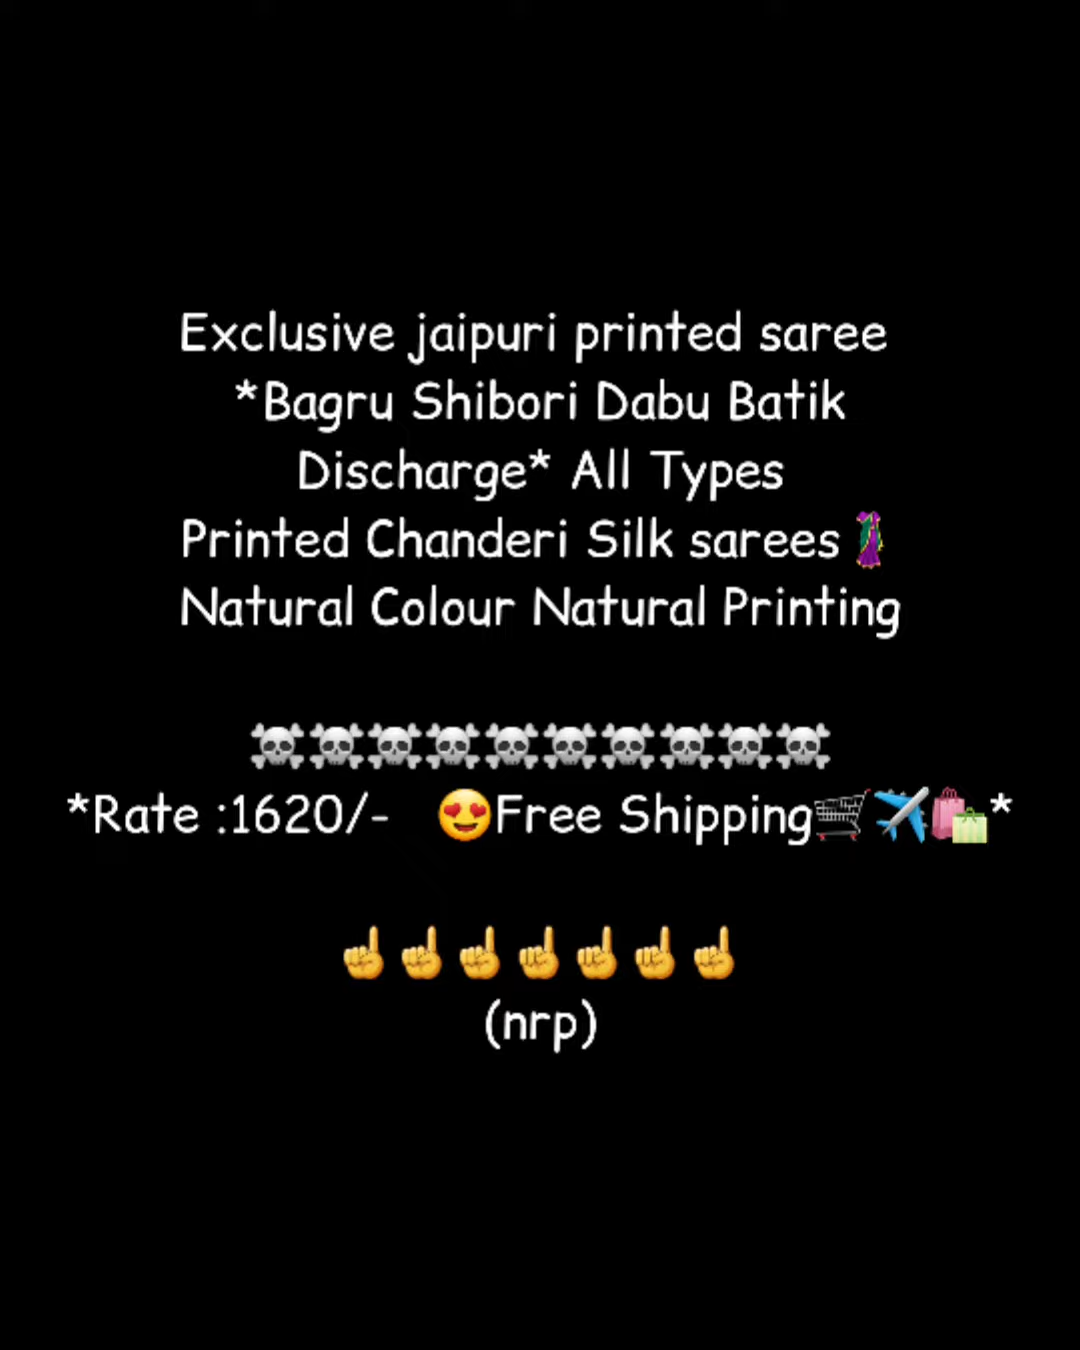 Exclusive jaipuri printed saree
*Bagru Shibori Dabu Batik
Discharge* All Types
Printed Chanderi Silk sarees🥻
Natural Colour Natural Printing
☠️☠️☠️☠️☠️☠️☠️☠️☠️☠️
*Rate :1620/- 😍Free Shipping🛒✈️🛍️*
☝️☝️☝️☝️☝️☝️☝️
(nrp)